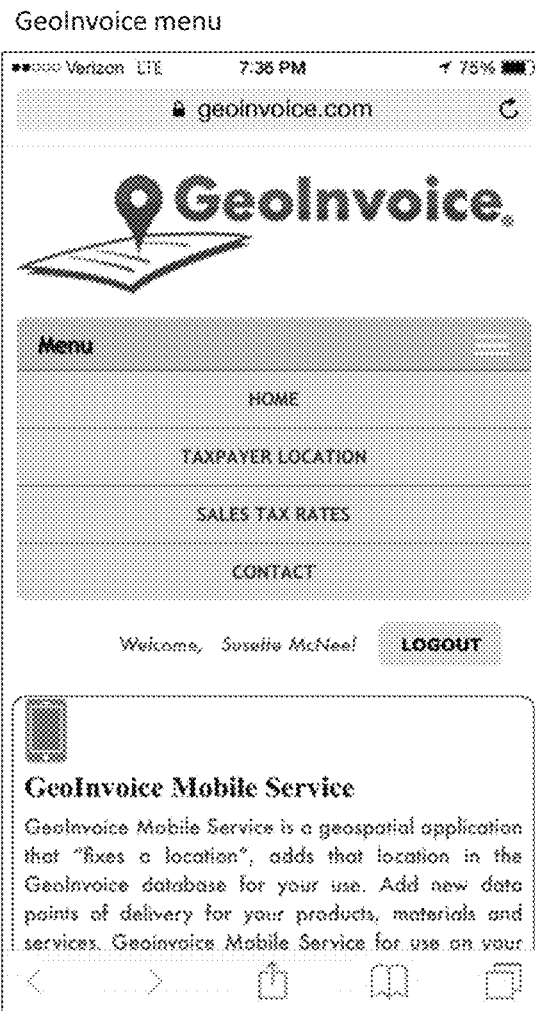 GeoInvoice menu
Verizon LTE 7:36 PM 75%
geoinvoice.com
GeoInvoice®
Menu
HOME
TAXPAYER LOCATION
SALES TAX RATES
CONTACT
Welcome, Susette McNeel LOGOUT
GeoInvoice Mobile Service
GeoInvoice Mobile Service is a geospatial application
that "fixes a location", adds that location in the
GeoInvoice database for your use. Add new data
points of delivery for your products, materials and
services. Geoinvoice Mobile Service for use on your